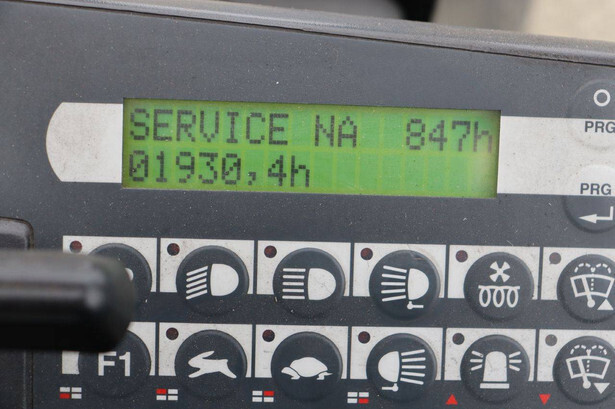 SERVICE NA 847h
01930,4h
PRG
PRG
F1